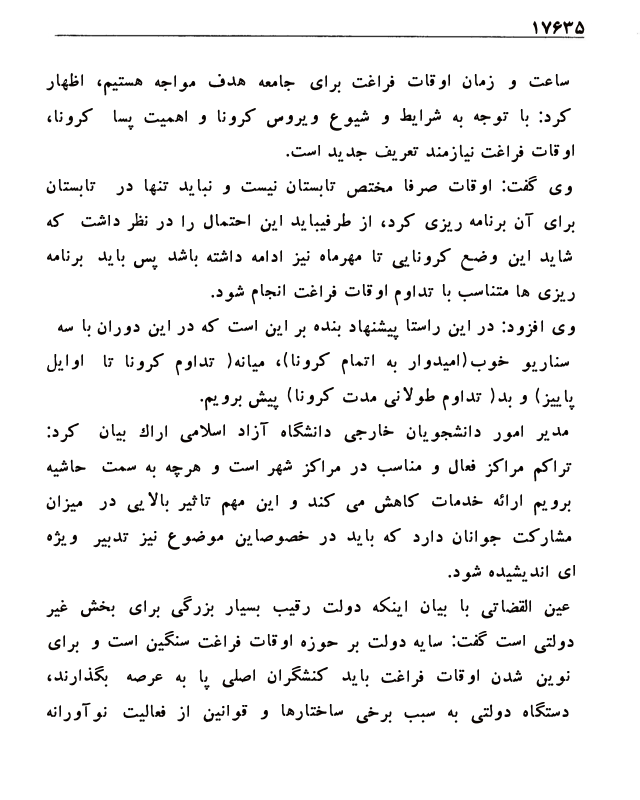 ۱۷۶۳۵
ساعت و زمان اوقات فراغت برای جامعه هدف مواجه هستیم، اظهار
کرد: با توجه به شرایط و شیوع ویروس کرونا و اهمیت پسا کرونا،
اوقات فراغت نیازمند تعریف جدید است.
وی گفت: اوقات صرفا مختص تابستان نیست و نباید تنها در تابستان
برای آن برنامه ریزی کرد، از طرفیباید این احتمال را در نظر داشت که
شاید این وضع کرونایی تا مهرماه نیز ادامه داشته باشد پس باید برنامه
ریزی ها متناسب با تداوم اوقات فراغت انجام شود.
وی افزود: در این راستا پیشنهاد بنده بر این است که در این دوران با سه
سناریو خوب(امیدوار به اتمام کرونا)، میانه( تداوم کرونا تا اوایل
پاییز) و بد( تداوم طولانی مدت کرونا) پیش برویم.
مدیر امور دانشجویان خارجی دانشگاه آزاد اسلامی اراك بیان کرد:
تراکم مراکز فعال و مناسب در مراکز شهر است و هرچه به سمت حاشیه
برویم ارائه خدمات کاهش می کند و این مهم تاثیر بالایی در میزان
مشارکت جوانان دارد که باید در خصوصاین موضوع نیز تدبیر ویژه
ای اندیشیده شود.
عین القضاتی با بیان اینکه دولت رقیب بسیار بزرگی برای بخش غیر
دولتی است گفت: سایه دولت بر حوزه اوقات فراغت سنگین است و برای
نوین شدن اوقات فراغت باید کنشگران اصلی پا به عرصه بگذارند،
دستگاه دولتی به سبب برخی ساختارها و قوانین از فعالیت نوآورانه